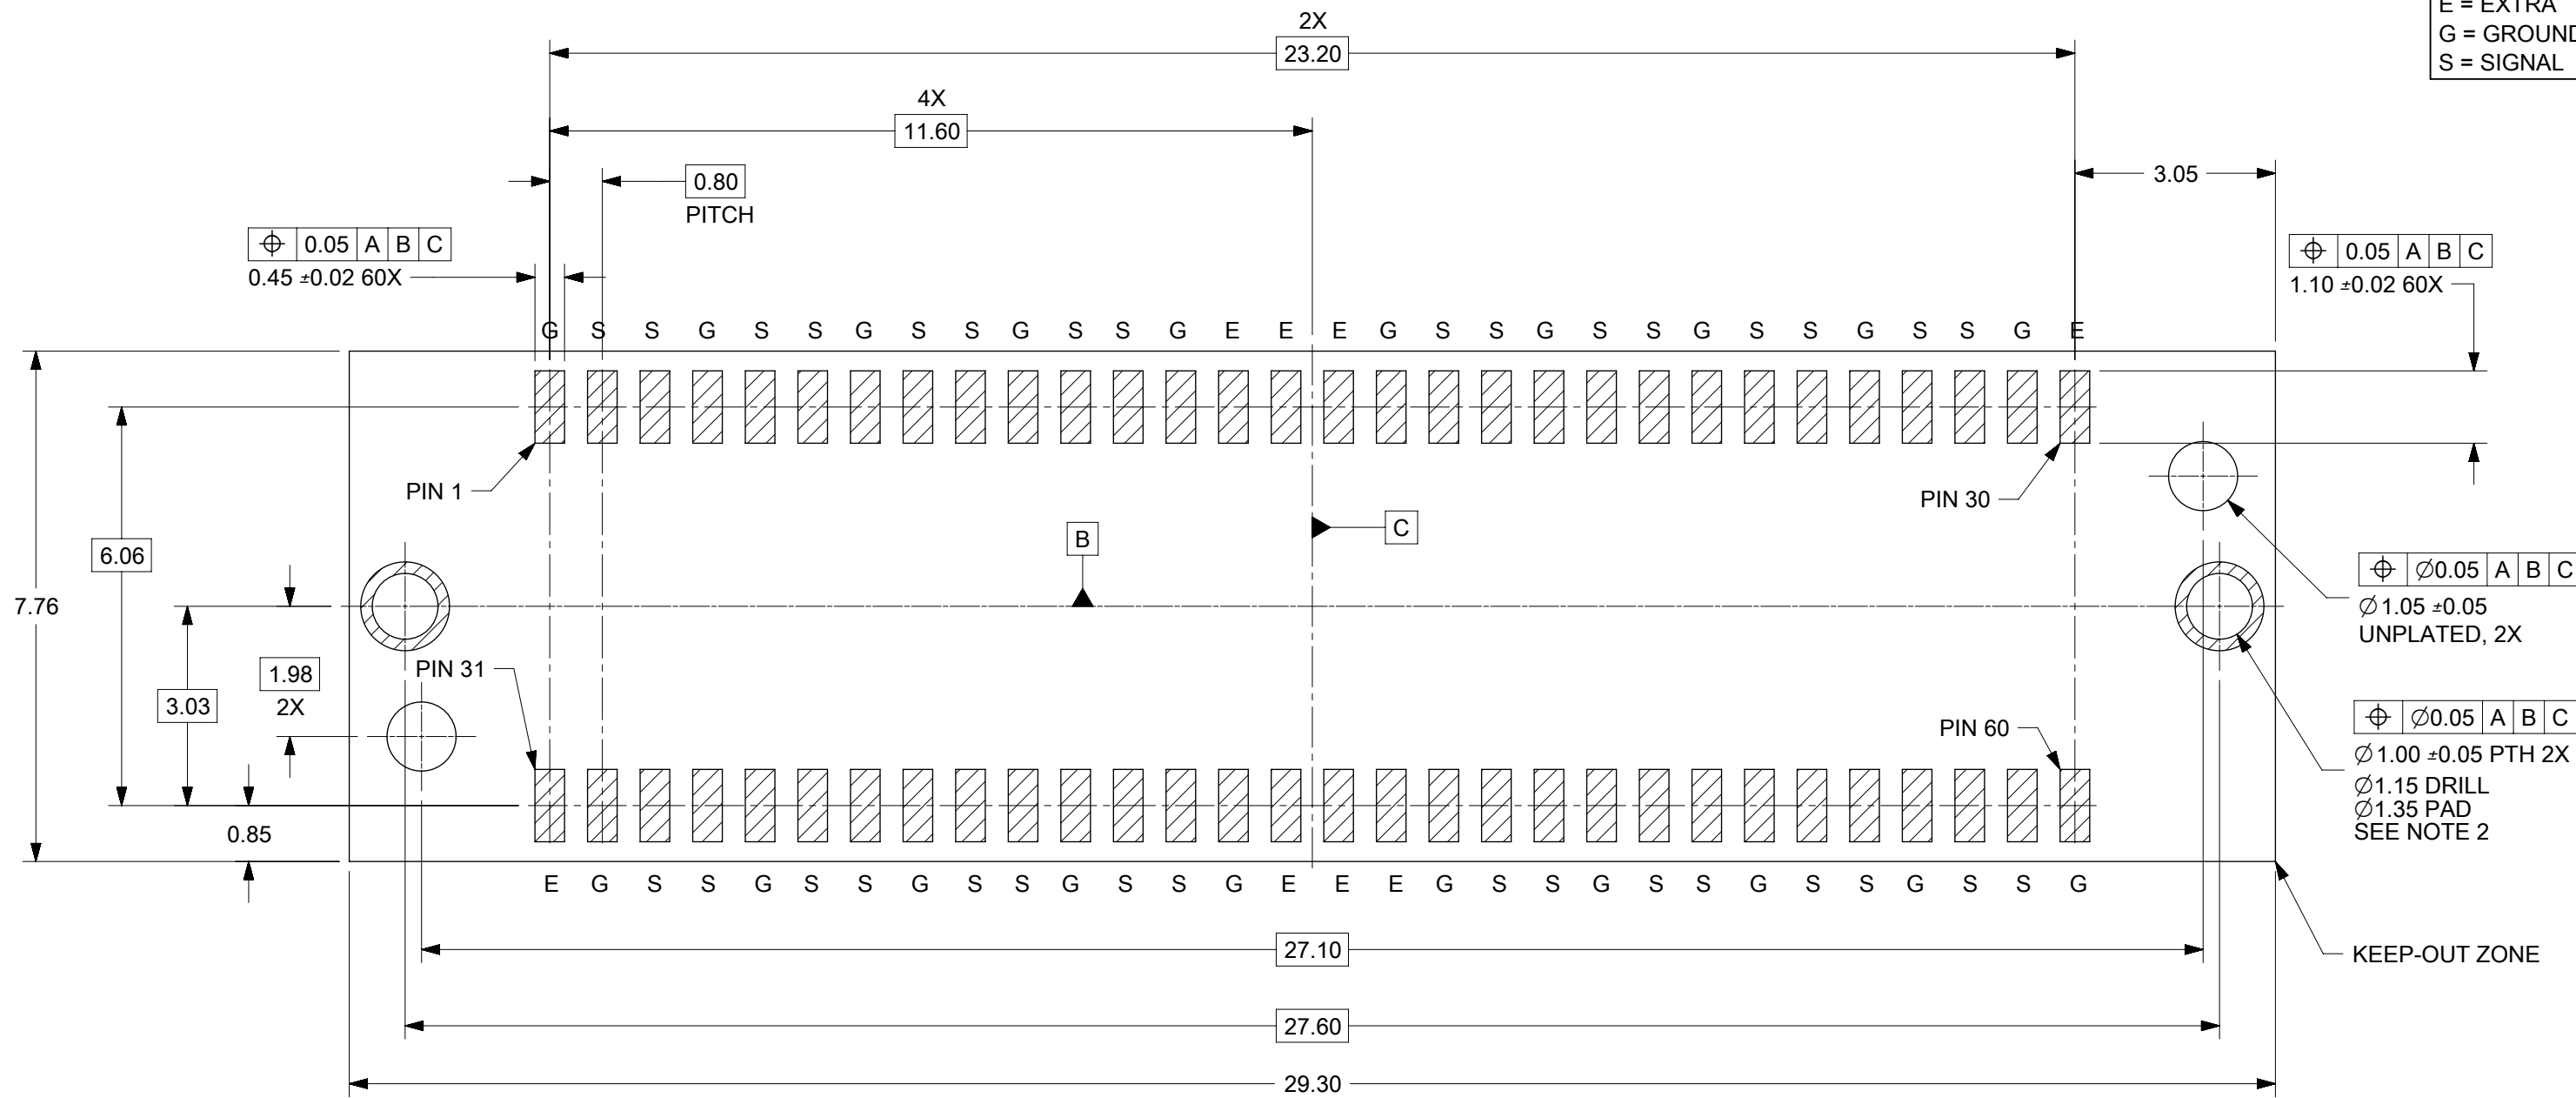 E = EXTRA
G = GROUND
S = SIGNAL
2X
23.20
4X
11.60
0.80
PITCH
3.05
⌖ 0.05 A B C
0.45 ±0.02 60X
⌖ 0.05 A B C
1.10 ±0.02 60X
G S S G S S G S S G S S G E E E G S S G S S G S S G S S G E
PIN 1
PIN 30
B
C
6.06
7.76
⌖ ∅0.05 A B C
∅1.05 ±0.05
UNPLATED, 2X
PIN 31
1.98
2X
3.03
PIN 60
⌖ ∅0.05 A B C
∅1.00 ±0.05 PTH 2X
∅1.15 DRILL
∅1.35 PAD
SEE NOTE 2
0.85
E G S S G S S G S S G S S G E E E G S S G S S G S S G S S G
27.10
KEEP-OUT ZONE
27.60
29.30